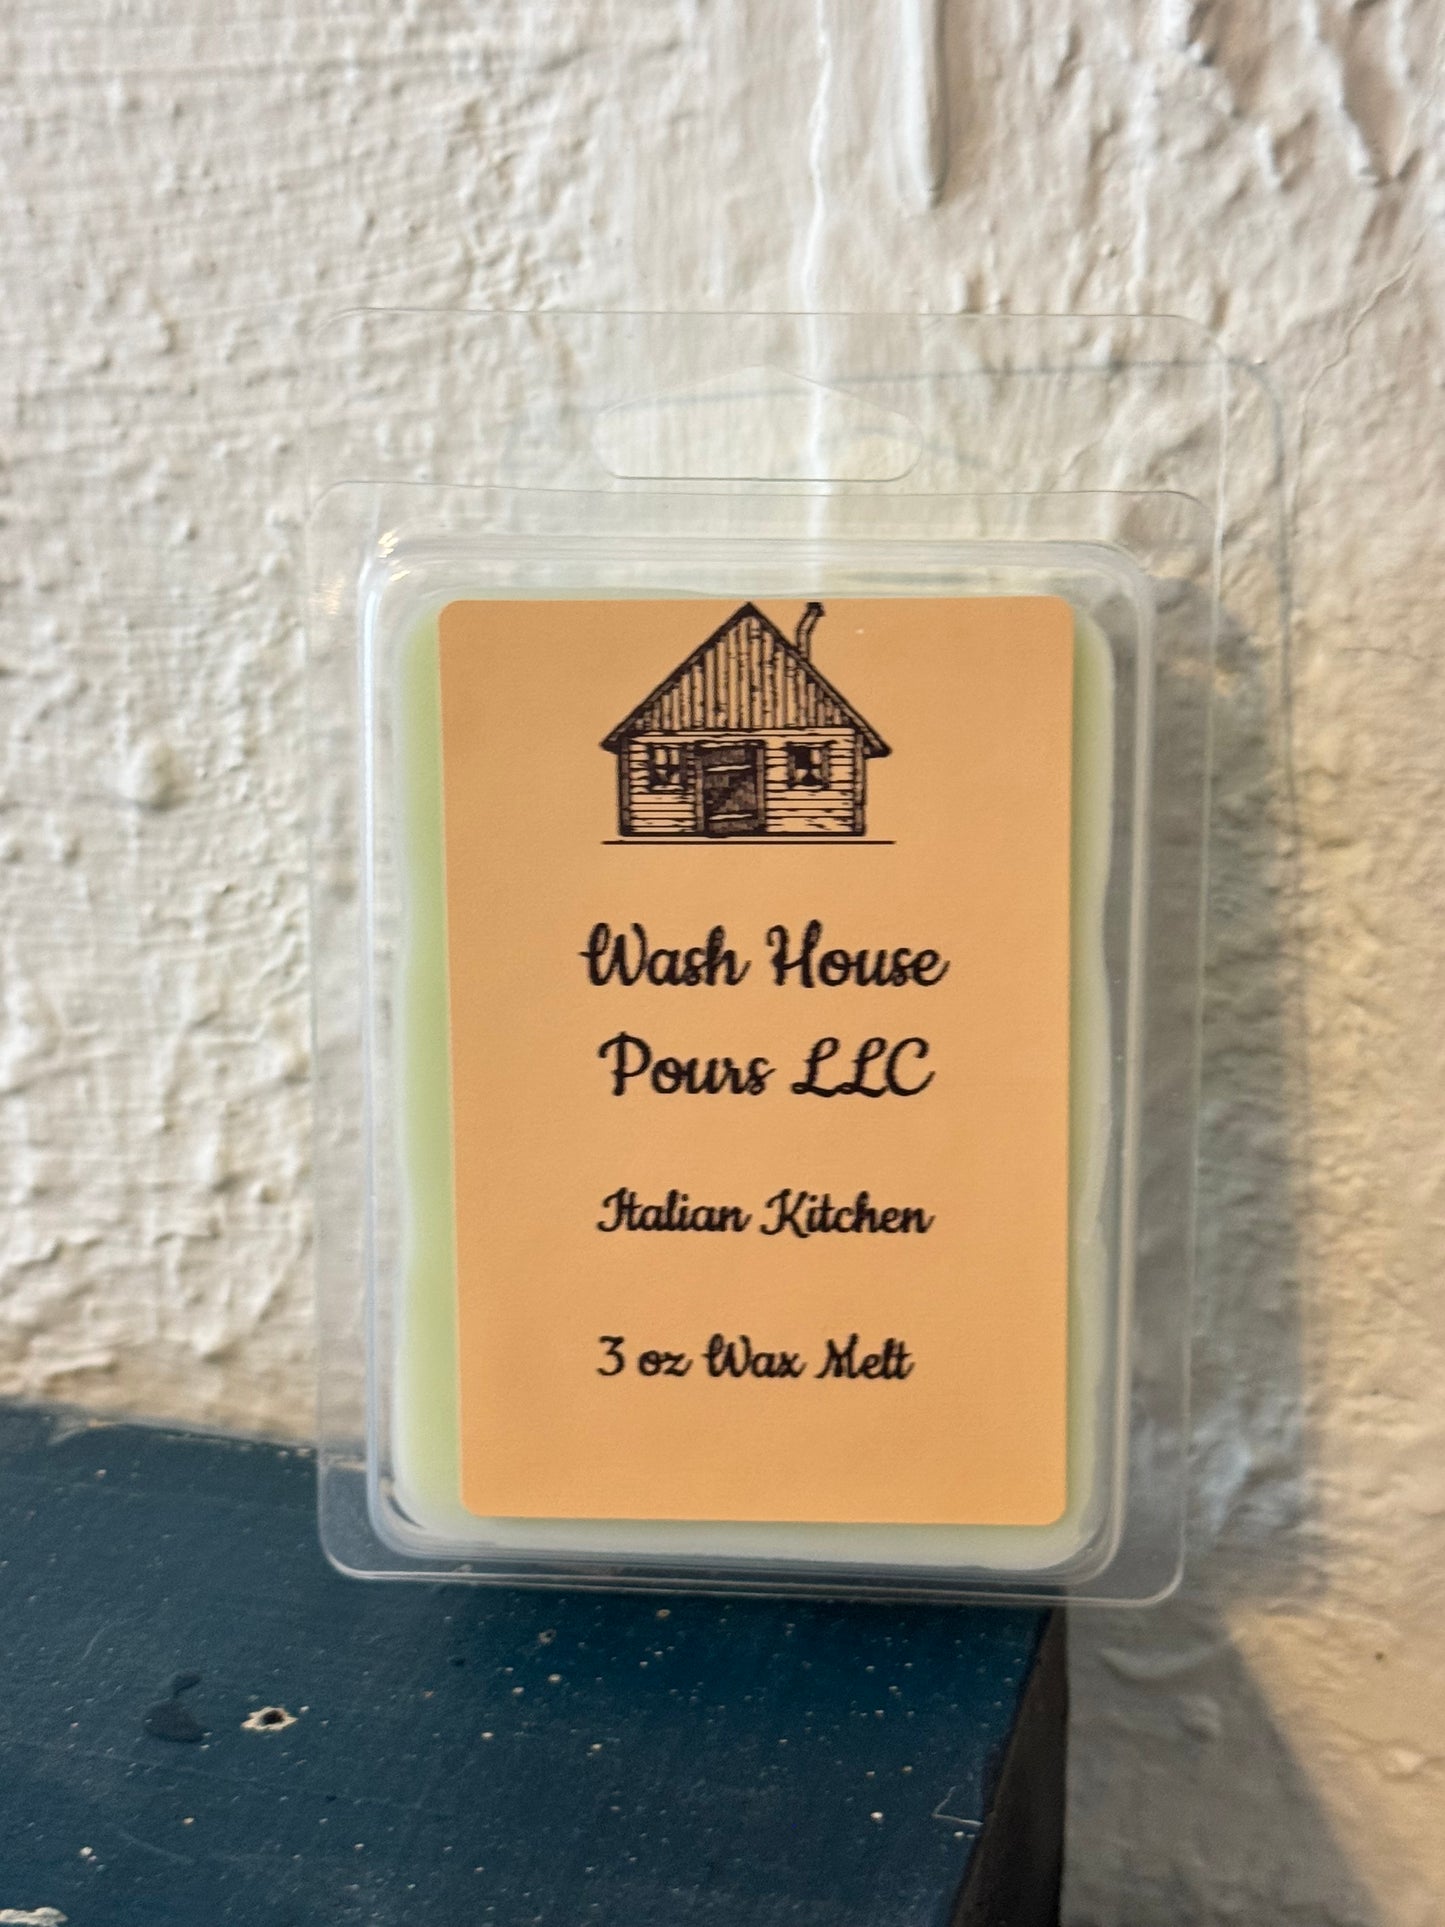 Wash House
Pours LLC
Italian Kitchen
3 oz Wax Melt